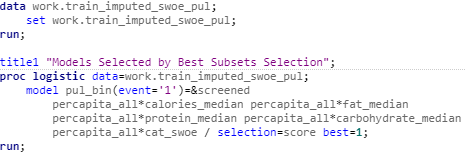 data work.train_imputed_swoe_pul;
set work.train_imputed_swoe_pul;
run;
title1 "Models Selected by Best Subsets Selection";
proc logistic data=work.train_imputed_swoe_pul;
model pul_bin(event='1')=&screened
percapita_all*calories_median percapita_all*fat_median
percapita_all*protein_median percapita_all*carbohydrate_median
percapita_all*cat_swoe / selection=score best=1;
run;